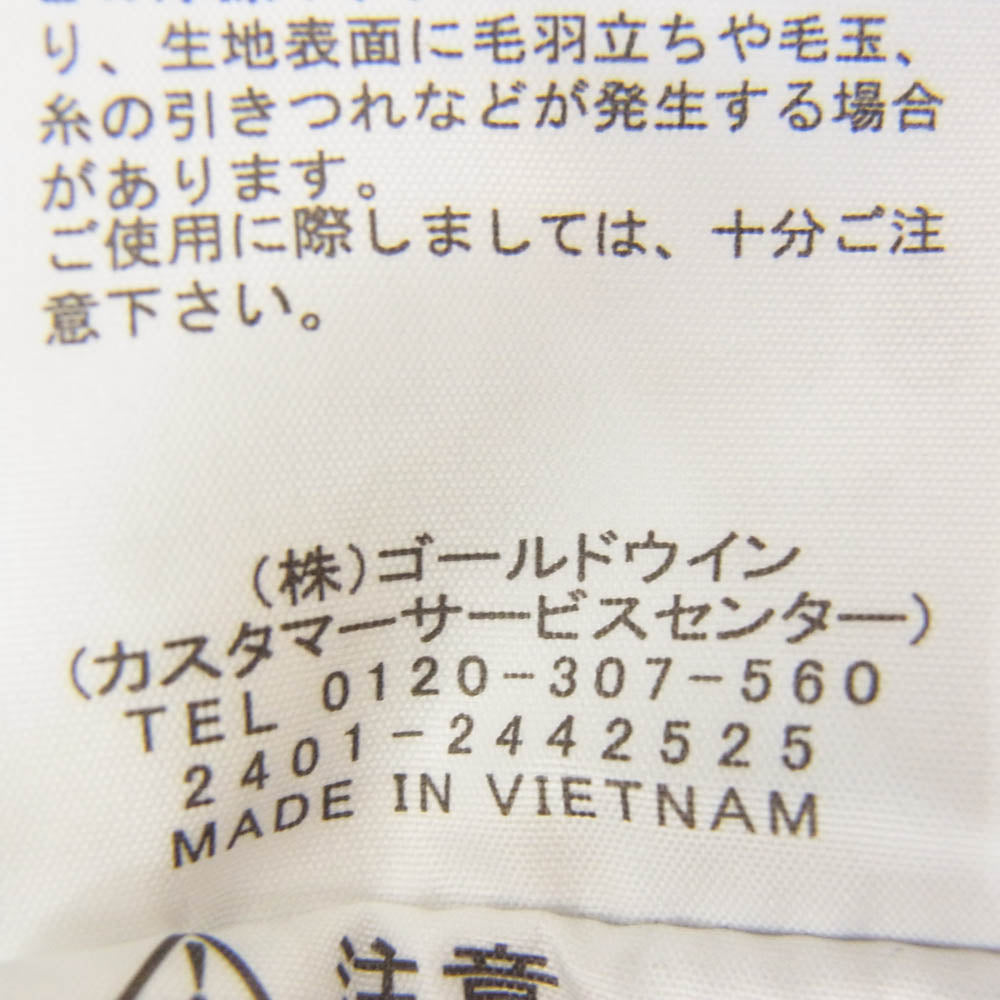 り、生地表面に毛羽立ちや毛玉、
糸の引きつれなどが発生する場合
があります。
ご使用に際しましては、十分ご注
意下さい。
(株)ゴールドウイン
(カスタマーサービスセンター)
TEL 0120-307-560
2401-2442525
MADE IN VIETNAM
注意